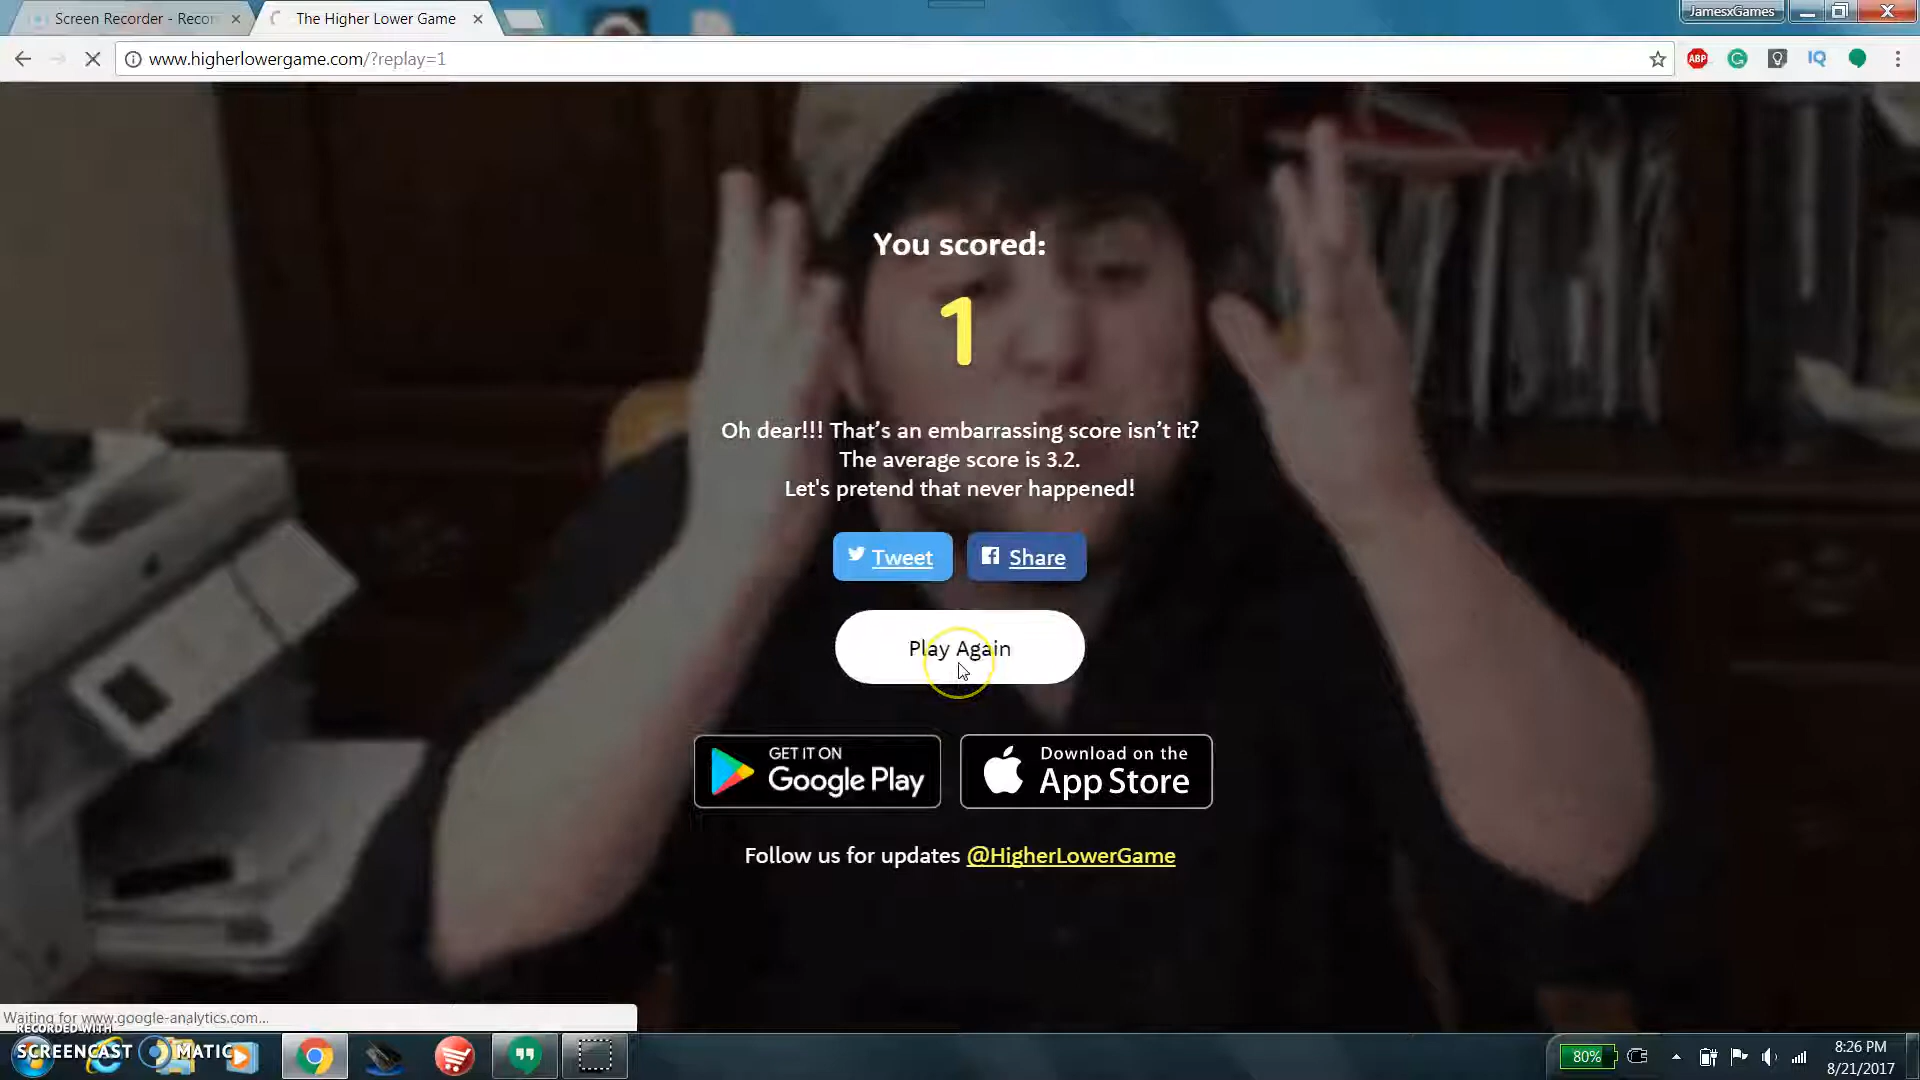 Screen Recorder - Recor
The Higher Lower Game
JamesxGames
www.higherlowergame.com/?replay=1
ABP
IQ
You scored:
1
Oh dear!!! That's an embarrassing score isn't it?
The average score is 3.2.
Let's pretend that never happened!
Tweet
Share
Play Again
GET IT ON
Google Play
Download on the
App Store
Follow us for updates @HigherLowerGame
Waiting for www.google-analytics.com...
RECORDED WITH
SCREENCAST MATIC
80%
8:26 PM
8/21/2017